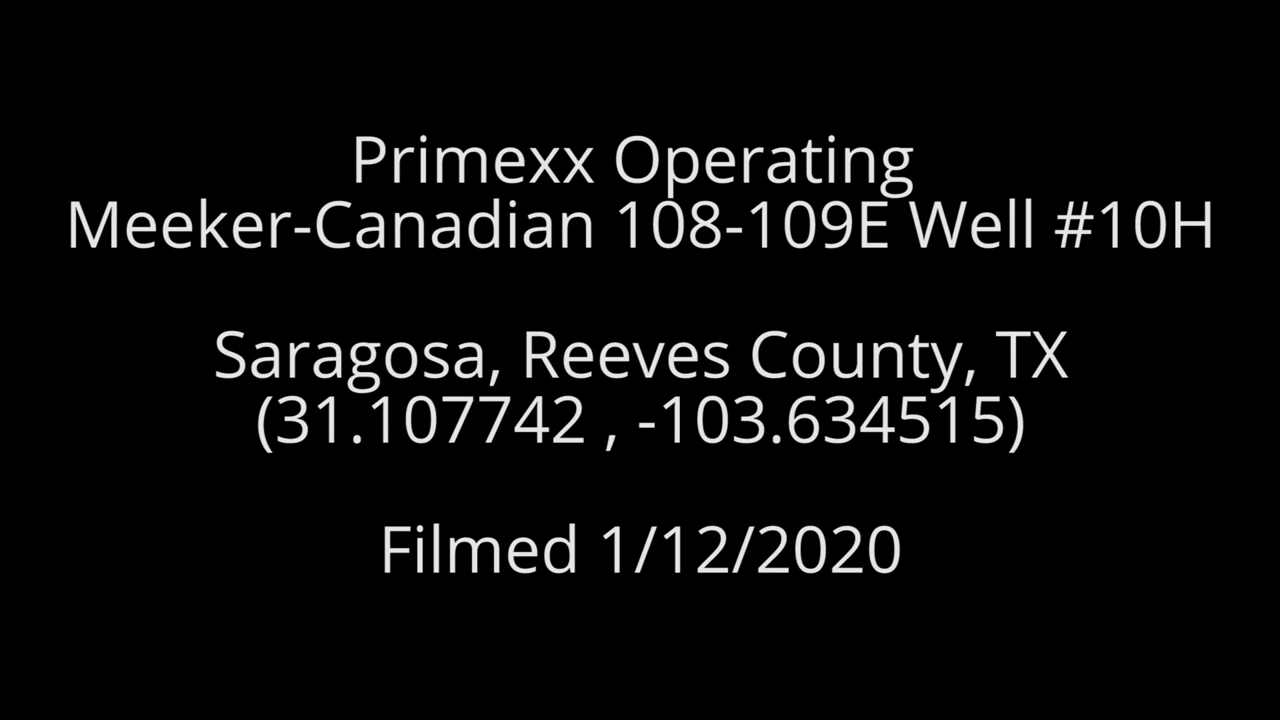 Primexx Operating
Meeker-Canadian 108-109E Well #10H
Saragosa, Reeves County, TX
(31.107742 , -103.634515)
Filmed 1/12/2020